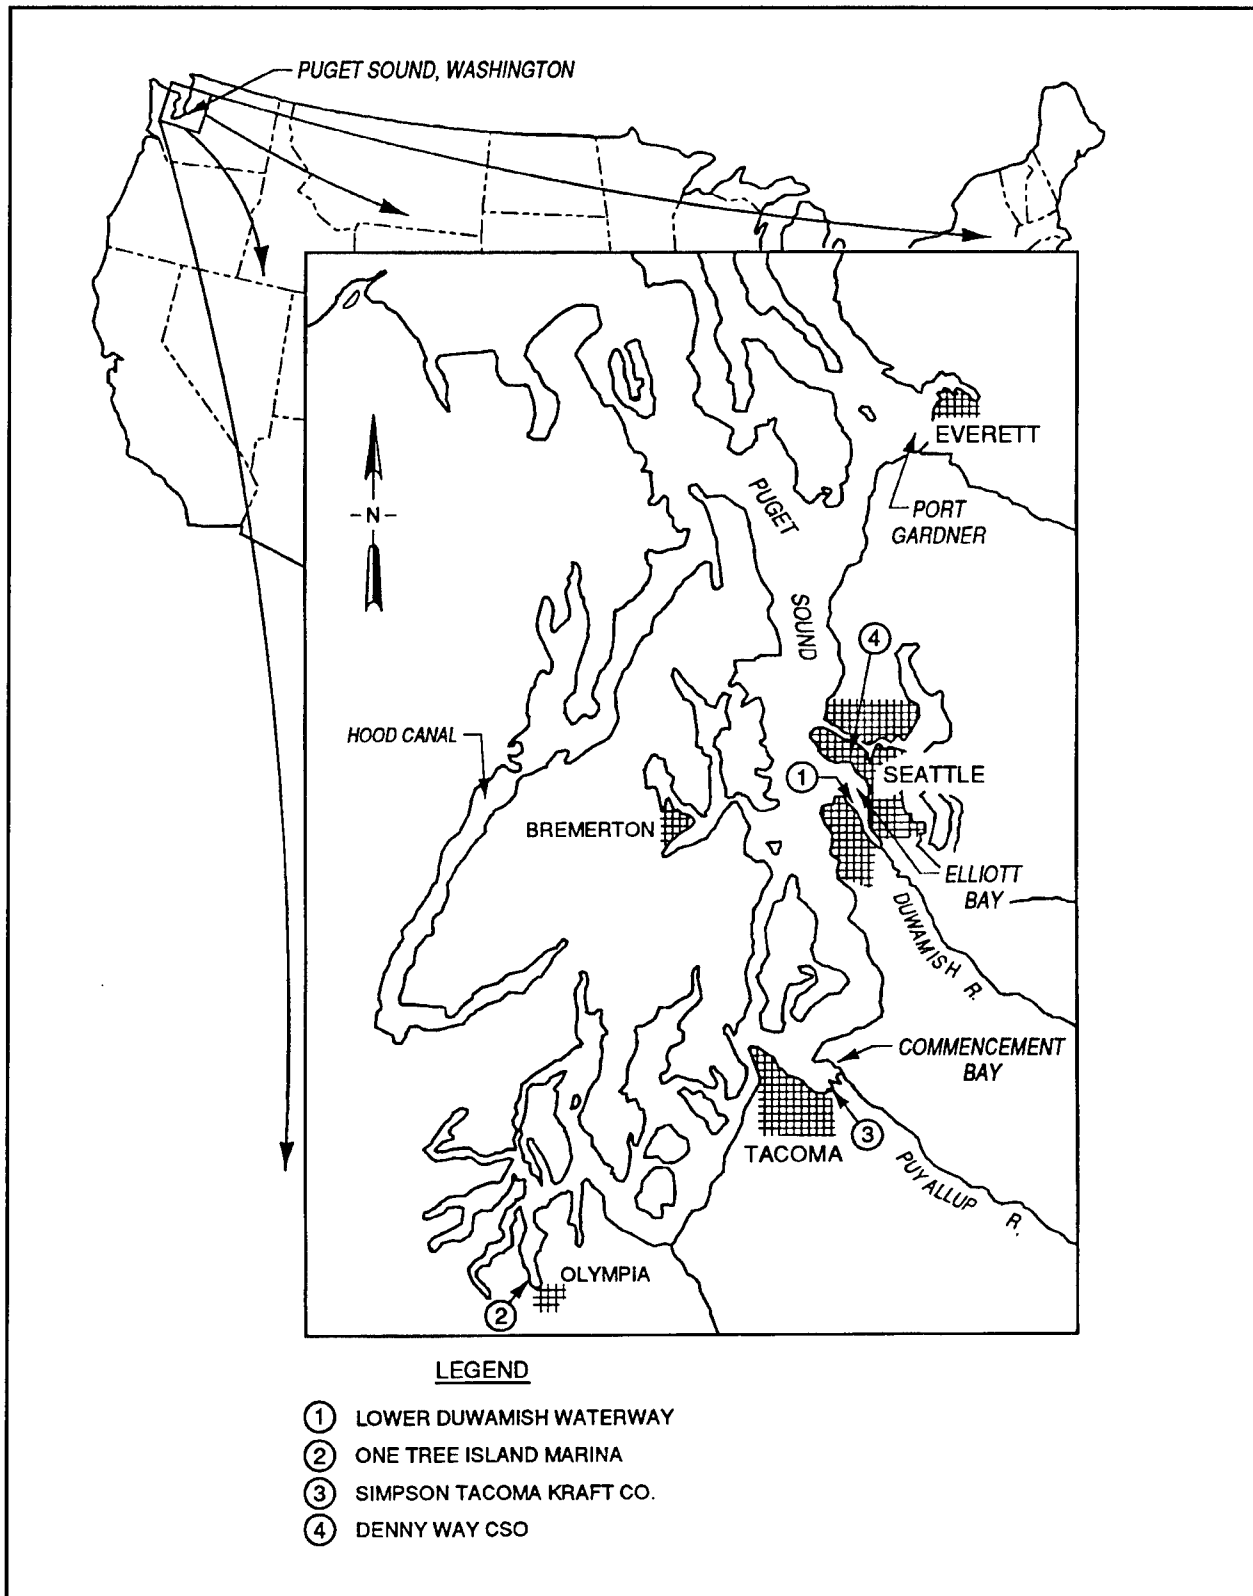 PUGET SOUND, WASHINGTON
EVERETT
PUGET
SOUND
-N-
PORT
GARDNER
4
HOOD CANAL
SEATTLE
1
BREMERTON
ELLIOTT
BAY
DUWAMISH R.
COMMENCEMENT
BAY
3
TACOMA
PUYALLUP R.
OLYMPIA
2
LEGEND
1 LOWER DUWAMISH WATERWAY
2 ONE TREE ISLAND MARINA
3 SIMPSON TACOMA KRAFT CO.
4 DENNY WAY CSO